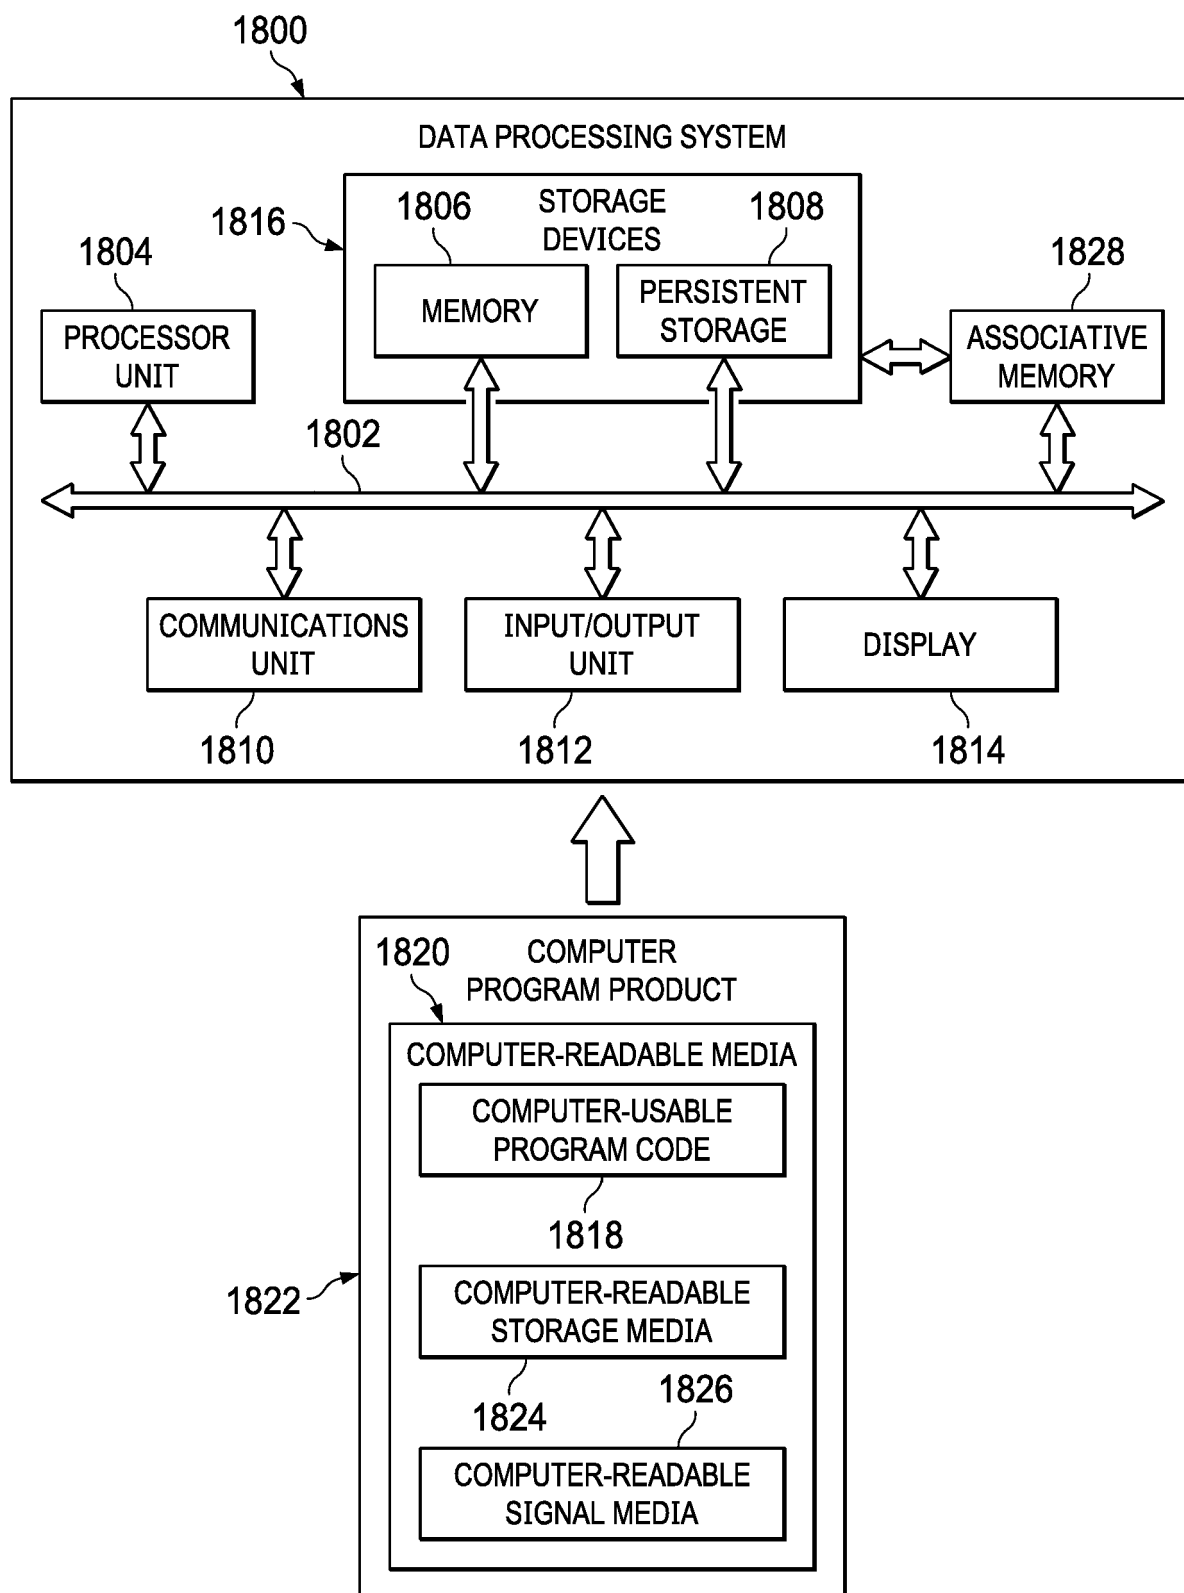 1800
DATA PROCESSING SYSTEM
1816
STORAGE
DEVICES
1806
MEMORY
1808
PERSISTENT
STORAGE
1804
PROCESSOR
UNIT
1828
ASSOCIATIVE
MEMORY
1802
COMMUNICATIONS
UNIT
1810
INPUT/OUTPUT
UNIT
1812
DISPLAY
1814
COMPUTER
PROGRAM PRODUCT
1820
COMPUTER-READABLE MEDIA
COMPUTER-USABLE
PROGRAM CODE
1818
1822
COMPUTER-READABLE
STORAGE MEDIA
1824
1826
COMPUTER-READABLE
SIGNAL MEDIA